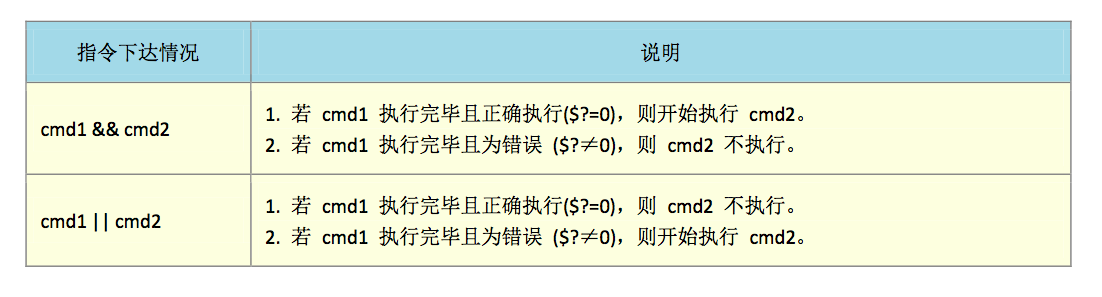 指令下达情况
说明
cmd1 && cmd2
1. 若 cmd1 执行完毕且正确执行($?=0)，则开始执行 cmd2。
2. 若 cmd1 执行完毕且为错误 ($?≠0)，则 cmd2 不执行。
cmd1 || cmd2
1. 若 cmd1 执行完毕且正确执行($?=0)，则 cmd2 不执行。
2. 若 cmd1 执行完毕且为错误 ($?≠0)，则开始执行 cmd2。